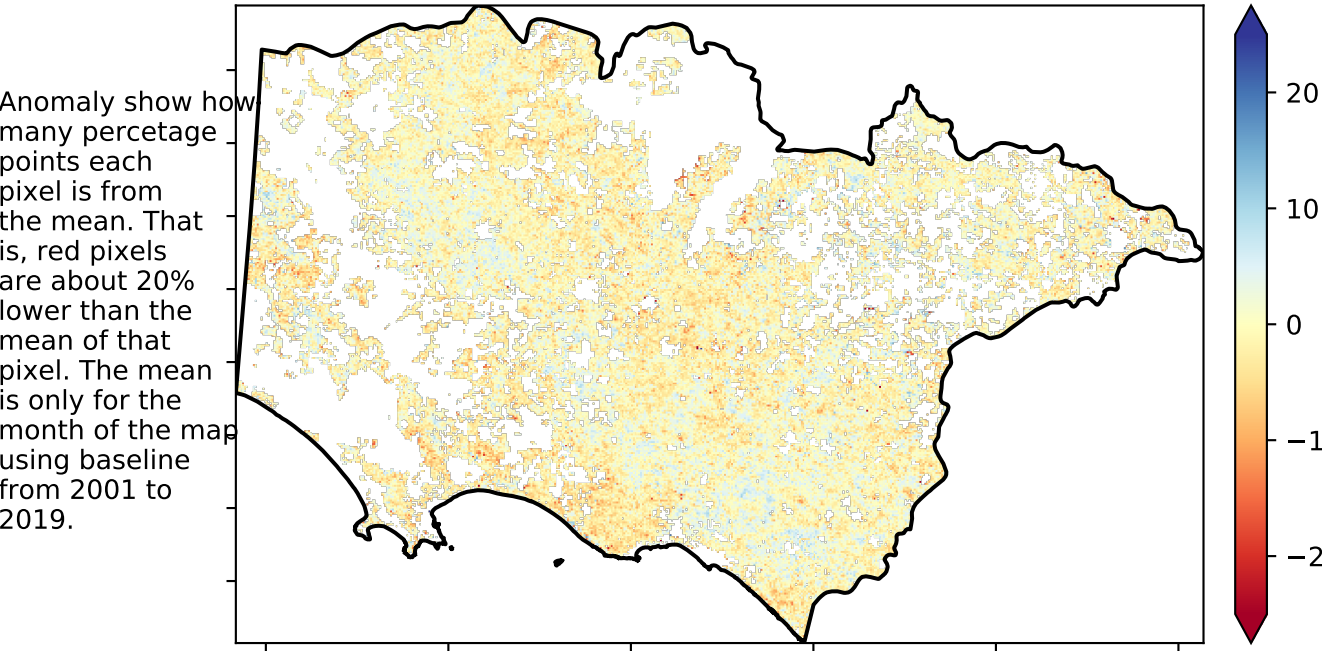 Anomaly show how
many percetage
points each
pixel is from
the mean. That
is, red pixels
are about 20%
lower than the
mean of that
pixel. The mean
is only for the
month of the map
using baseline
from 2001 to
2019.
20
10
0
−1
−2